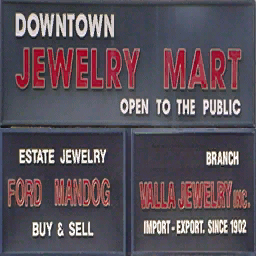 DOWNTOWN
JEWELRY MART
OPEN TO THE PUBLIC
ESTATE JEWELRY
FORD MANDOG
BUY & SELL
BRANCH
VALLA JEWELRY INC.
IMPORT-EXPORT. SINCE 1902